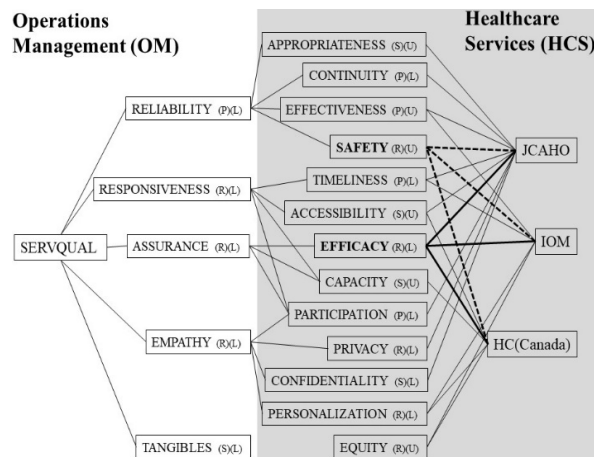 Operations
Management (OM)
Healthcare
Services (HCS)
APPROPRIATENESS (S)(U)
CONTINUITY (P)(L)
RELIABILITY (P)(L)
EFFECTIVENESS (P)(U)
SAFETY (R)(U)
JCAHO
TIMELINESS (P)(L)
RESPONSIVENESS (R)(L)
ACCESSIBILITY (S)(U)
SERVQUAL
ASSURANCE (R)(L)
EFFICACY (R)(L)
IOM
CAPACITY (S)(U)
PARTICIPATION (P)(L)
EMPATHY (R)(L)
PRIVACY (R)(L)
HC(Canada)
CONFIDENTIALITY (S)(L)
PERSONALIZATION (R)(L)
TANGIBLES (S)(L)
EQUITY (R)(U)